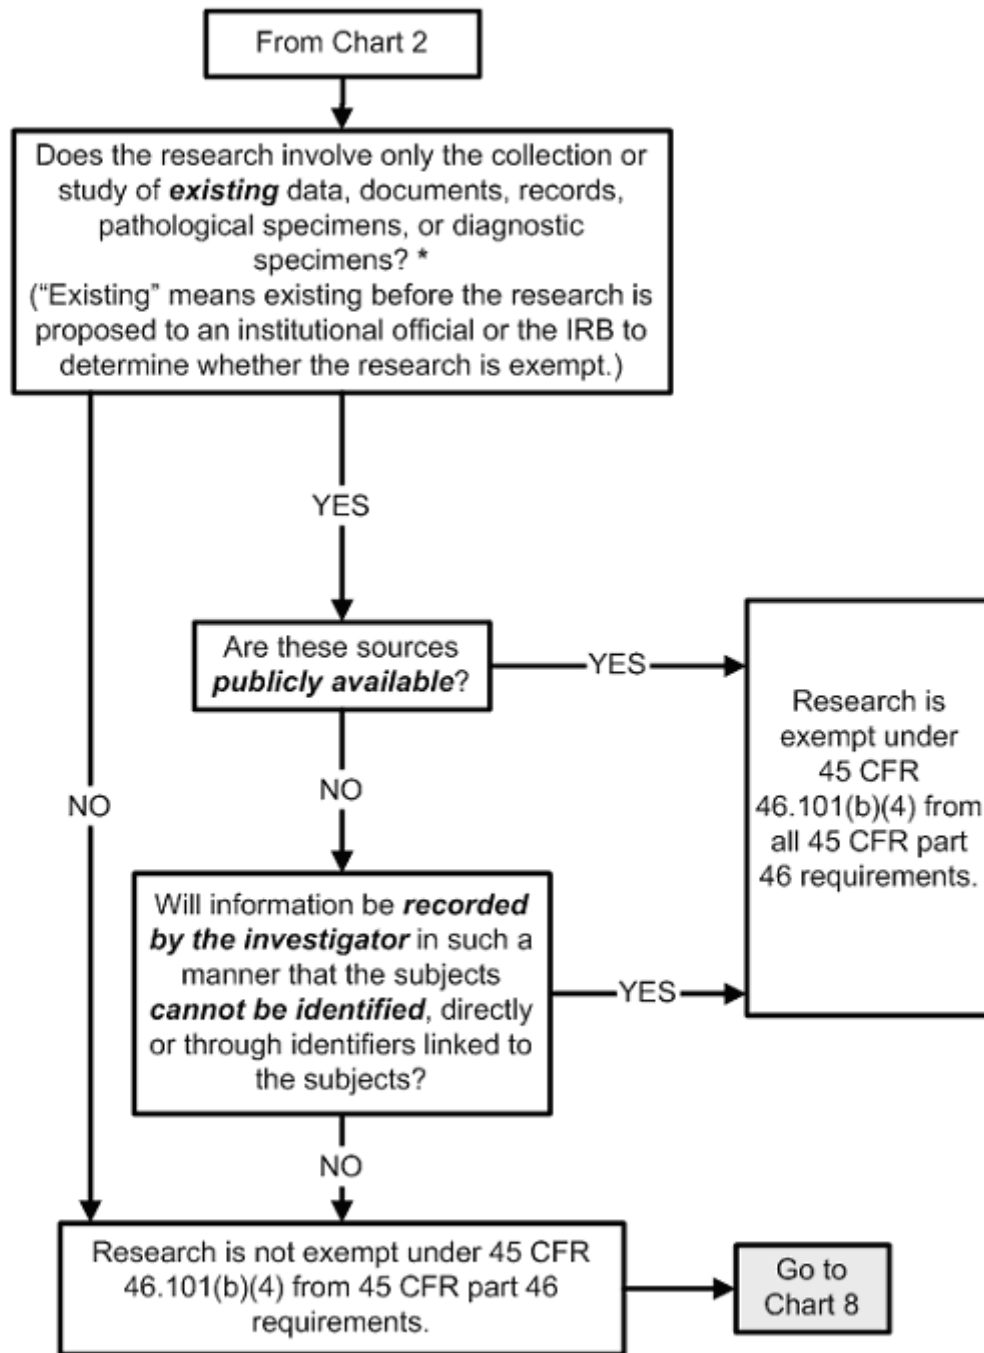 From Chart 2
Does the research involve only the collection or
study of existing data, documents, records,
pathological specimens, or diagnostic
specimens? *
(“Existing” means existing before the research is
proposed to an institutional official or the IRB to
determine whether the research is exempt.)
YES
Are these sources
publicly available?
YES
NO
NO
Research is
exempt under
45 CFR
46.101(b)(4) from
all 45 CFR part
46 requirements.
Will information be recorded
by the investigator in such a
manner that the subjects
cannot be identified, directly
or through identifiers linked to
the subjects?
YES
NO
Research is not exempt under 45 CFR
46.101(b)(4) from 45 CFR part 46
requirements.
Go to
Chart 8